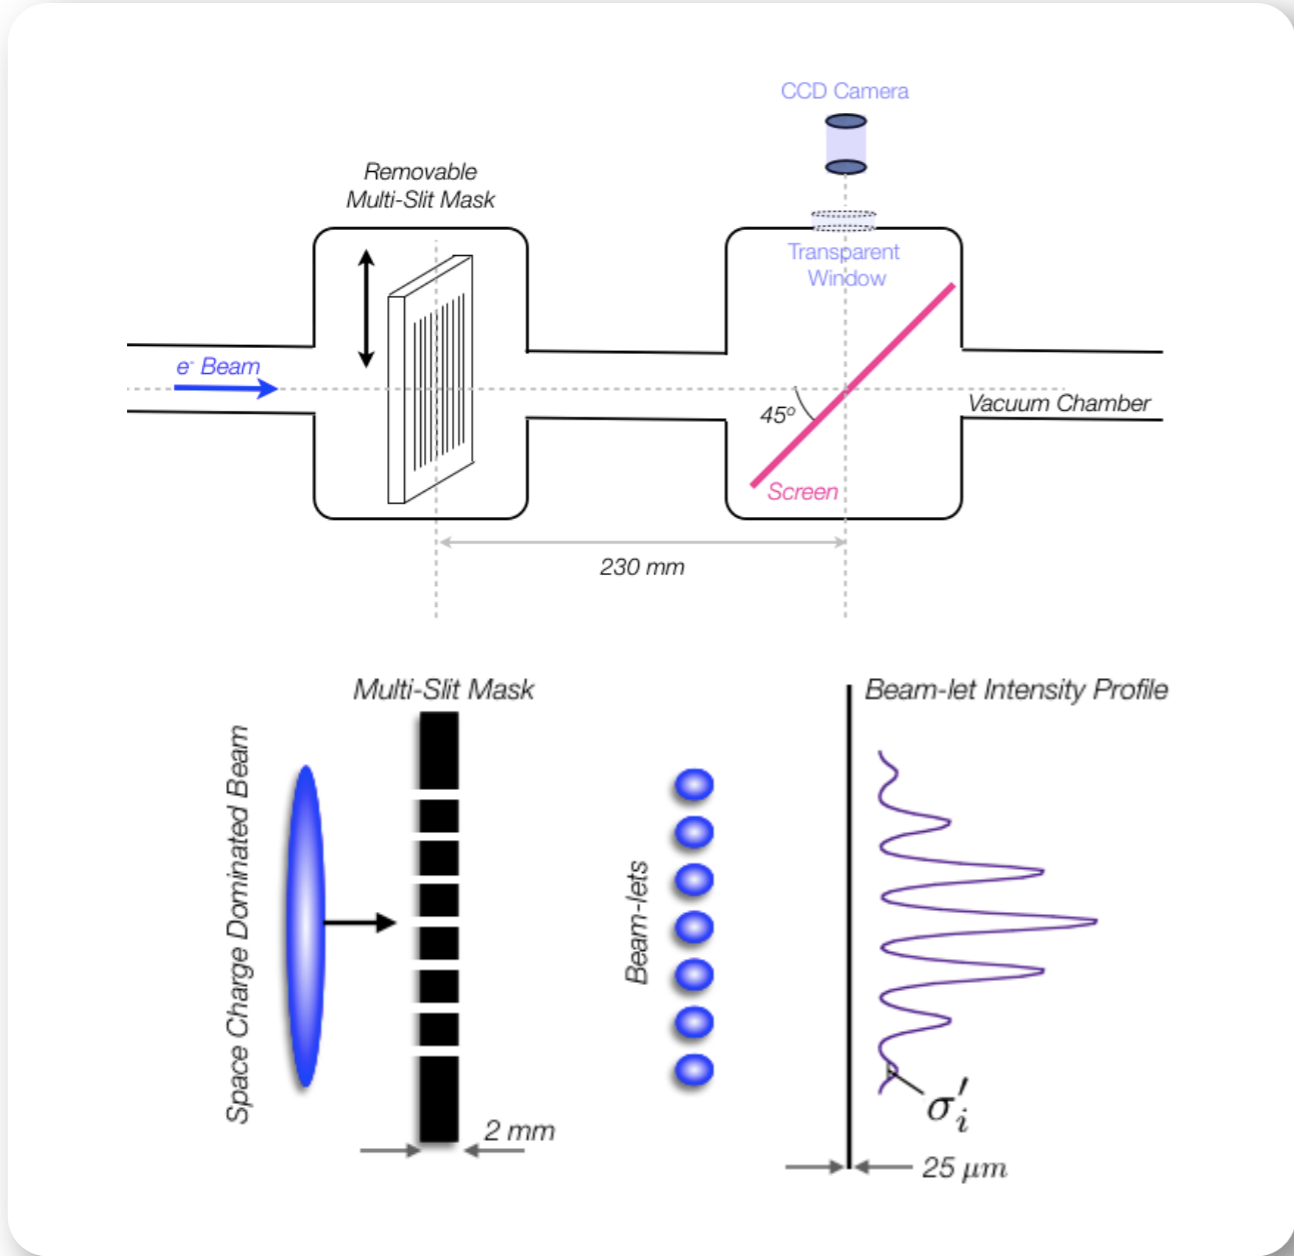 CCD Camera
Removable
Multi-Slit Mask
Transparent
Window
e- Beam
45o
Vacuum Chamber
Screen
230 mm
Multi-Slit Mask
Beam-let Intensity Profile
Space Charge Dominated Beam
Beam-lets
σ′i
2 mm
25 μm